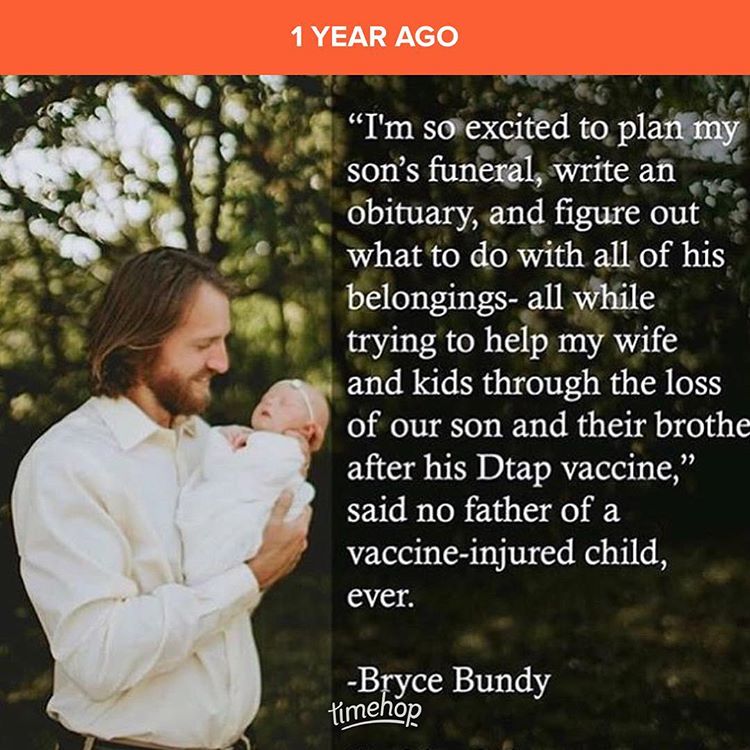 1 YEAR AGO
“I'm so excited to plan my
son’s funeral, write an
obituary, and figure out
what to do with all of his
belongings- all while
trying to help my wife
and kids through the loss
of our son and their brothe
after his Dtap vaccine,”
said no father of a
vaccine-injured child,
ever.
-Bryce Bundy
timehop